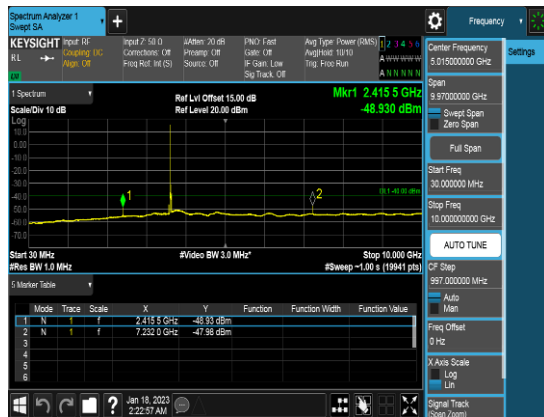 Spectrum Analyzer 1
Swept SA
Frequency
KEYSIGHT
RL
Input: RF
Coupling: DC
Align: Off
Input Z: 50 Ω
Corrections: Off
Freq Ref: Int (S)
#Atten: 20 dB
Preamp: Off
Source: Off
PNO: Fast
Gate: Off
IF Gain: Low
Sig Track: Off
Avg Type: Power (RMS)
Avg|Hold: 10/10
Trig: Free Run
1 2 3 4 5 6
A W W W W W
A N N N N N
Center Frequency
5.015000000 GHz
Settings
Span
9.97000000 GHz
Swept Span
Zero Span
Full Span
Start Freq
30.000000 MHz
Stop Freq
10.000000000 GHz
AUTO TUNE
CF Step
997.000000 MHz
Auto
Man
Freq Offset
0 Hz
X Axis Scale
Log
Lin
Signal Track
(Span Zoom)
1 Spectrum
Scale/Div 10 dB
Ref Lvl Offset 15.00 dB
Ref Level 20.00 dBm
Mkr1 2.415 5 GHz
-48.930 dBm
Log
10.0
0.00
-10.0
-20.0
-30.0
-40.0
-50.0
-60.0
-70.0
1
2
DL1 -40.00 dBm
Start 30 MHz
#Res BW 1.0 MHz
#Video BW 3.0 MHz*
Stop 10.000 GHz
#Sweep ~1.00 s (19941 pts)
5 Marker Table
Mode Trace Scale X Y Function Function Width Function Value
1 N 1 f 2.415 5 GHz -48.93 dBm
2 N 1 f 7.232 0 GHz -47.98 dBm
3
4
5
6
?
Jan 18, 2023
2:22:57 AM